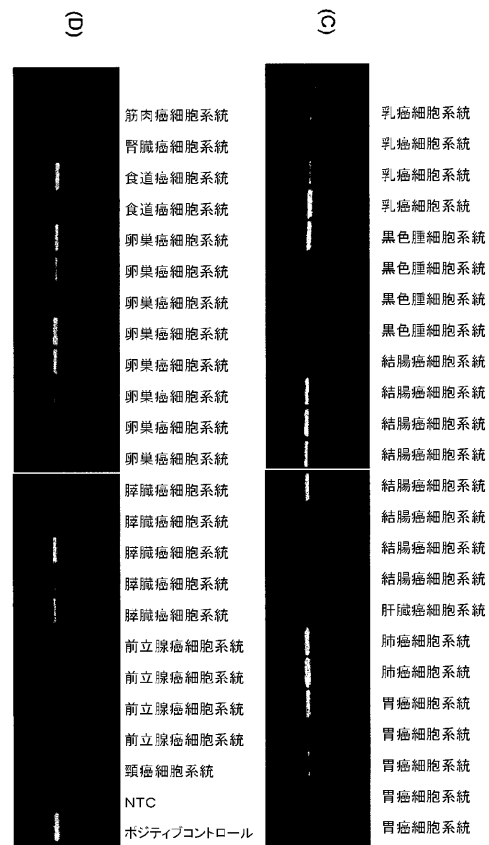 (D)
筋肉癌細胞系統
腎臓癌細胞系統
食道癌細胞系統
食道癌細胞系統
卵巣癌細胞系統
卵巣癌細胞系統
卵巣癌細胞系統
卵巣癌細胞系統
卵巣癌細胞系統
卵巣癌細胞系統
卵巣癌細胞系統
卵巣癌細胞系統
膵臓癌細胞系統
膵臓癌細胞系統
膵臓癌細胞系統
膵臓癌細胞系統
膵臓癌細胞系統
前立腺癌細胞系統
前立腺癌細胞系統
前立腺癌細胞系統
前立腺癌細胞系統
頸癌細胞系統
NTC
ポジティブコントロール
(C)
乳癌細胞系統
乳癌細胞系統
乳癌細胞系統
乳癌細胞系統
黒色腫細胞系統
黒色腫細胞系統
黒色腫細胞系統
黒色腫細胞系統
結腸癌細胞系統
結腸癌細胞系統
結腸癌細胞系統
結腸癌細胞系統
結腸癌細胞系統
結腸癌細胞系統
結腸癌細胞系統
結腸癌細胞系統
肝臓癌細胞系統
肺癌細胞系統
肺癌細胞系統
胃癌細胞系統
胃癌細胞系統
胃癌細胞系統
胃癌細胞系統
胃癌細胞系統